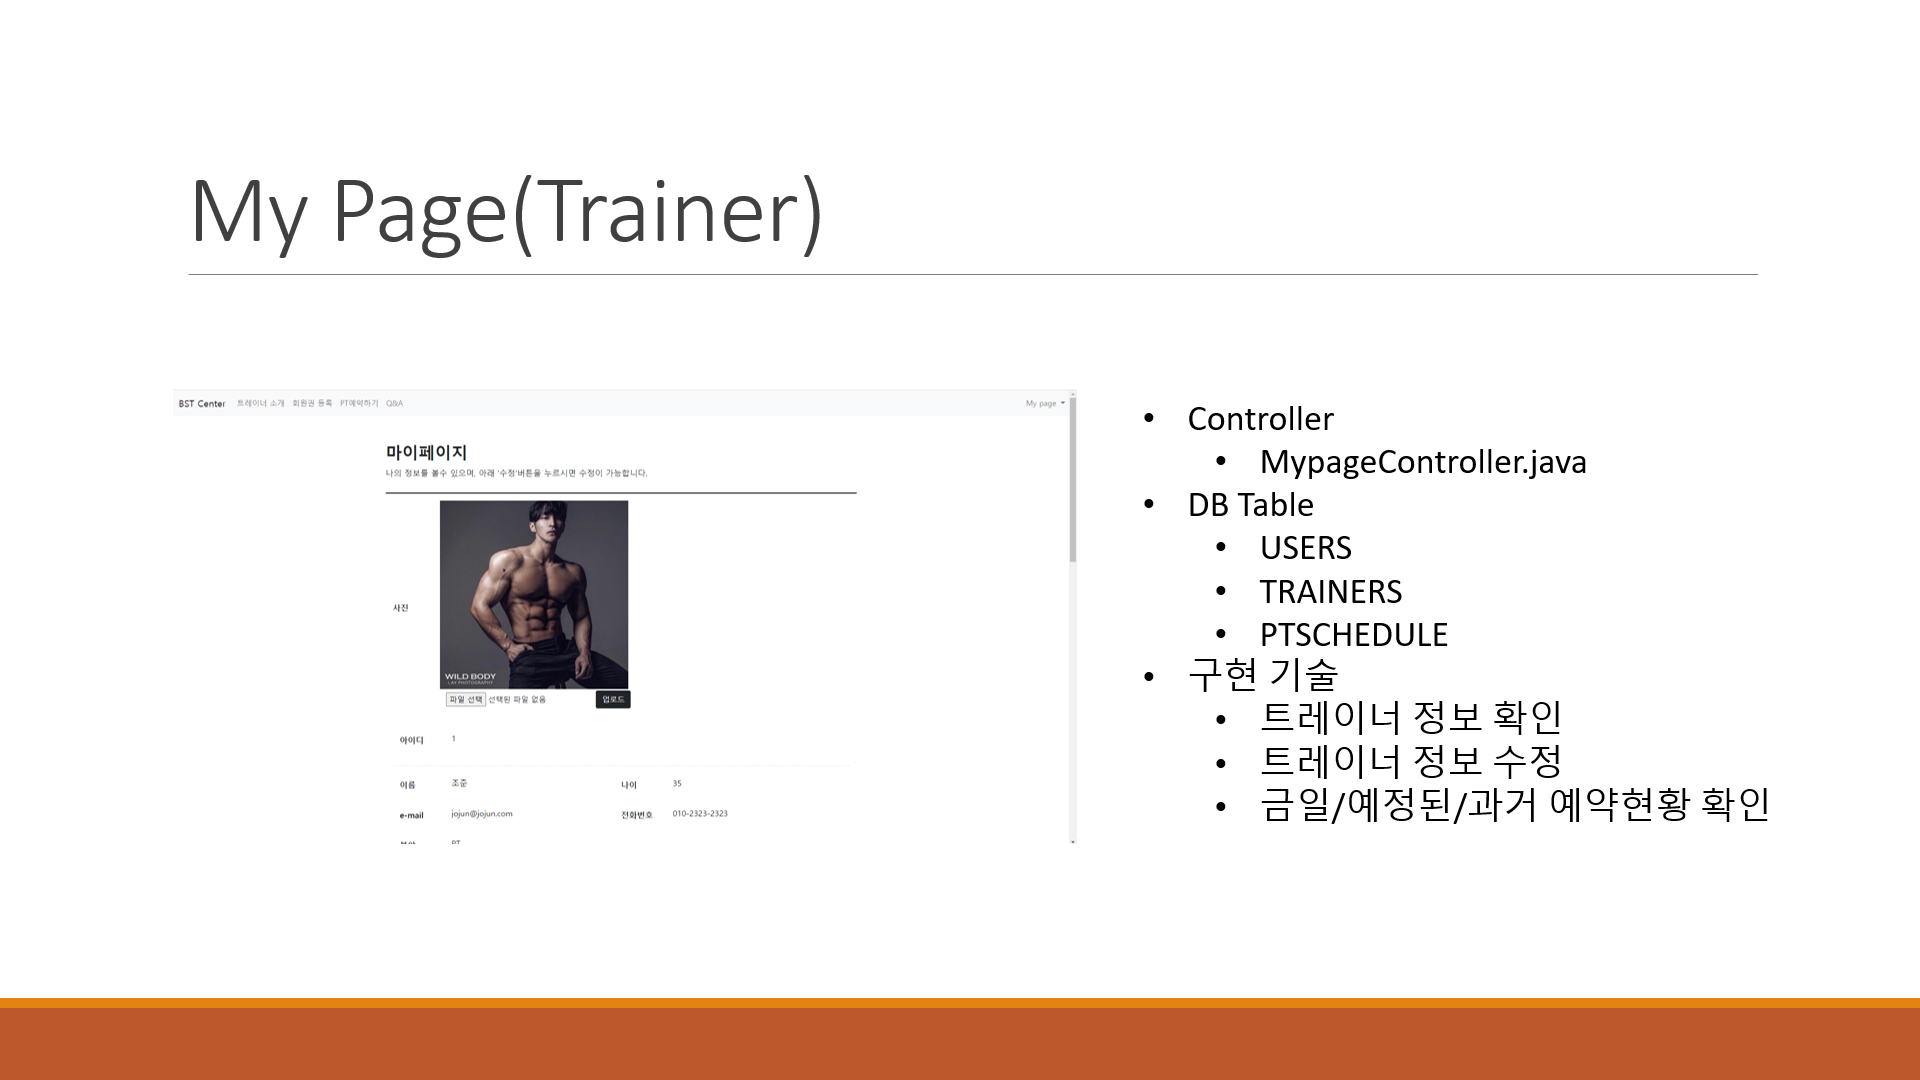 My Page(Trainer)
BST Center 트레이너 소개 회원권 등록 PT예약하기 Q&A My page
마이페이지
나의 정보를 볼수 있으며, 아래 '수정'버튼을 누르시면 수정이 가능합니다.
사진
WILD BODY
파일 선택 선택된 파일 없음 업로드
아이디 1
이름 조준 나이 35
e-mail jojun@jojun.com 전화번호 010-2323-2323
PT
• Controller
• MypageController.java
• DB Table
• USERS
• TRAINERS
• PTSCHEDULE
• 구현 기술
• 트레이너 정보 확인
• 트레이너 정보 수정
• 금일/예정된/과거 예약현황 확인